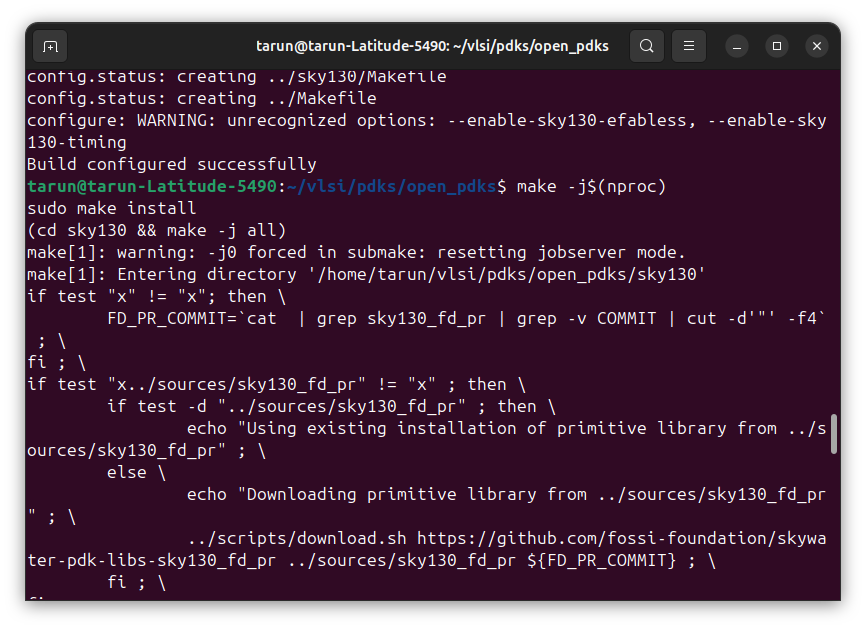 tarun@tarun-Latitude-5490: ~/vlsi/pdks/open_pdks
config.status: creating ../sky130/Makefile
config.status: creating ../Makefile
configure: WARNING: unrecognized options: --enable-sky130-efabless, --enable-sky
130-timing
Build configured successfully
tarun@tarun-Latitude-5490:~/vlsi/pdks/open_pdks$ make -j$(nproc)
sudo make install
(cd sky130 && make -j all)
make[1]: warning: -j0 forced in submake: resetting jobserver mode.
make[1]: Entering directory '/home/tarun/vlsi/pdks/open_pdks/sky130'
if test "x" != "x"; then \
        FD_PR_COMMIT=`cat  | grep sky130_fd_pr | grep -v COMMIT | cut -d'"' -f4`
 ; \
fi ; \
if test "x../sources/sky130_fd_pr" != "x" ; then \
        if test -d "../sources/sky130_fd_pr" ; then \
                echo "Using existing installation of primitive library from ../s
ources/sky130_fd_pr" ; \
        else \
                echo "Downloading primitive library from ../sources/sky130_fd_pr
" ; \
                ../scripts/download.sh https://github.com/fossi-foundation/skywa
ter-pdk-libs-sky130_fd_pr ../sources/sky130_fd_pr ${FD_PR_COMMIT} ; \
        fi ; \